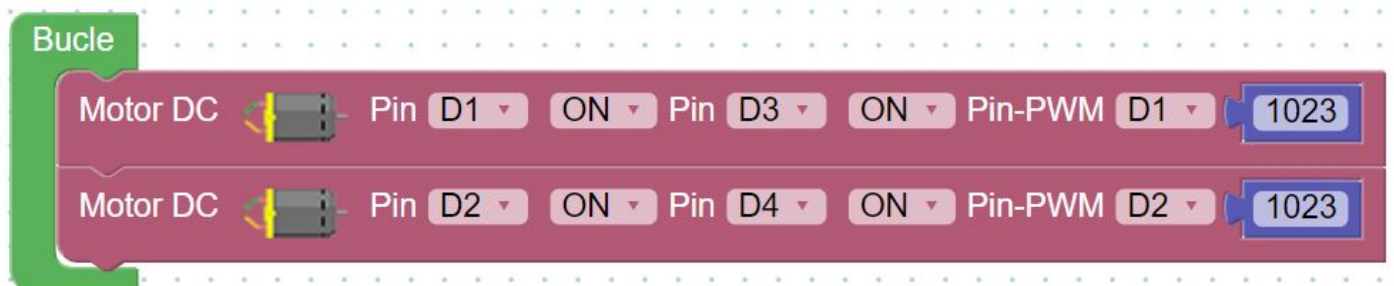 Bucle
Motor DC Pin D1 ON Pin D3 ON Pin-PWM D1 1023
Motor DC Pin D2 ON Pin D4 ON Pin-PWM D2 1023